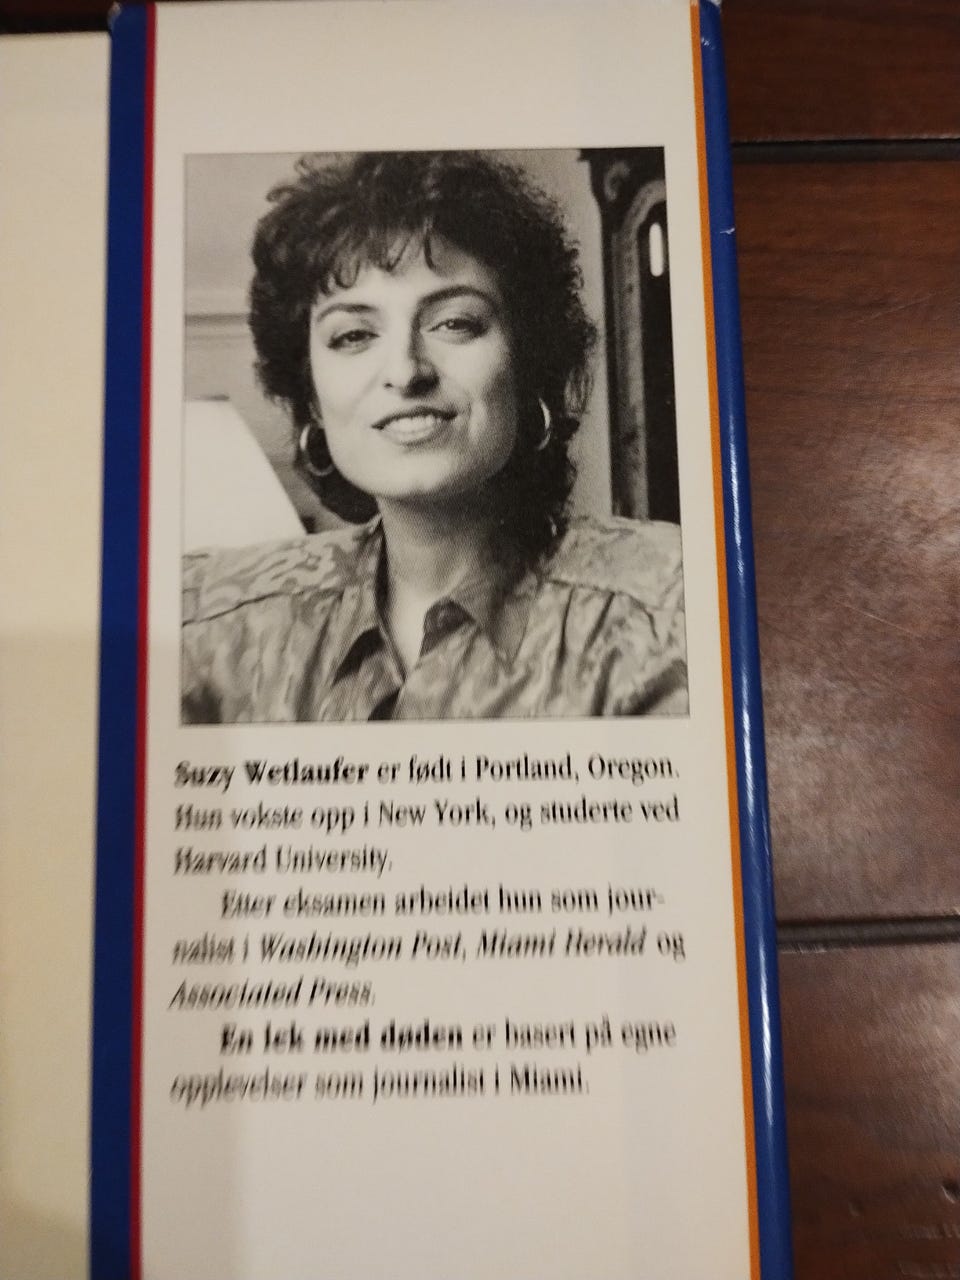 Suzy Wetlaufer er født i Portland, Oregon.
Hun vokste opp i New York, og studerte ved
Harvard University.
Etter eksamen arbeidet hun som jour-
nalist i Washington Post, Miami Herald og
Associated Press.
En lek med døden er basert på egne
opplevelser som journalist i Miami.